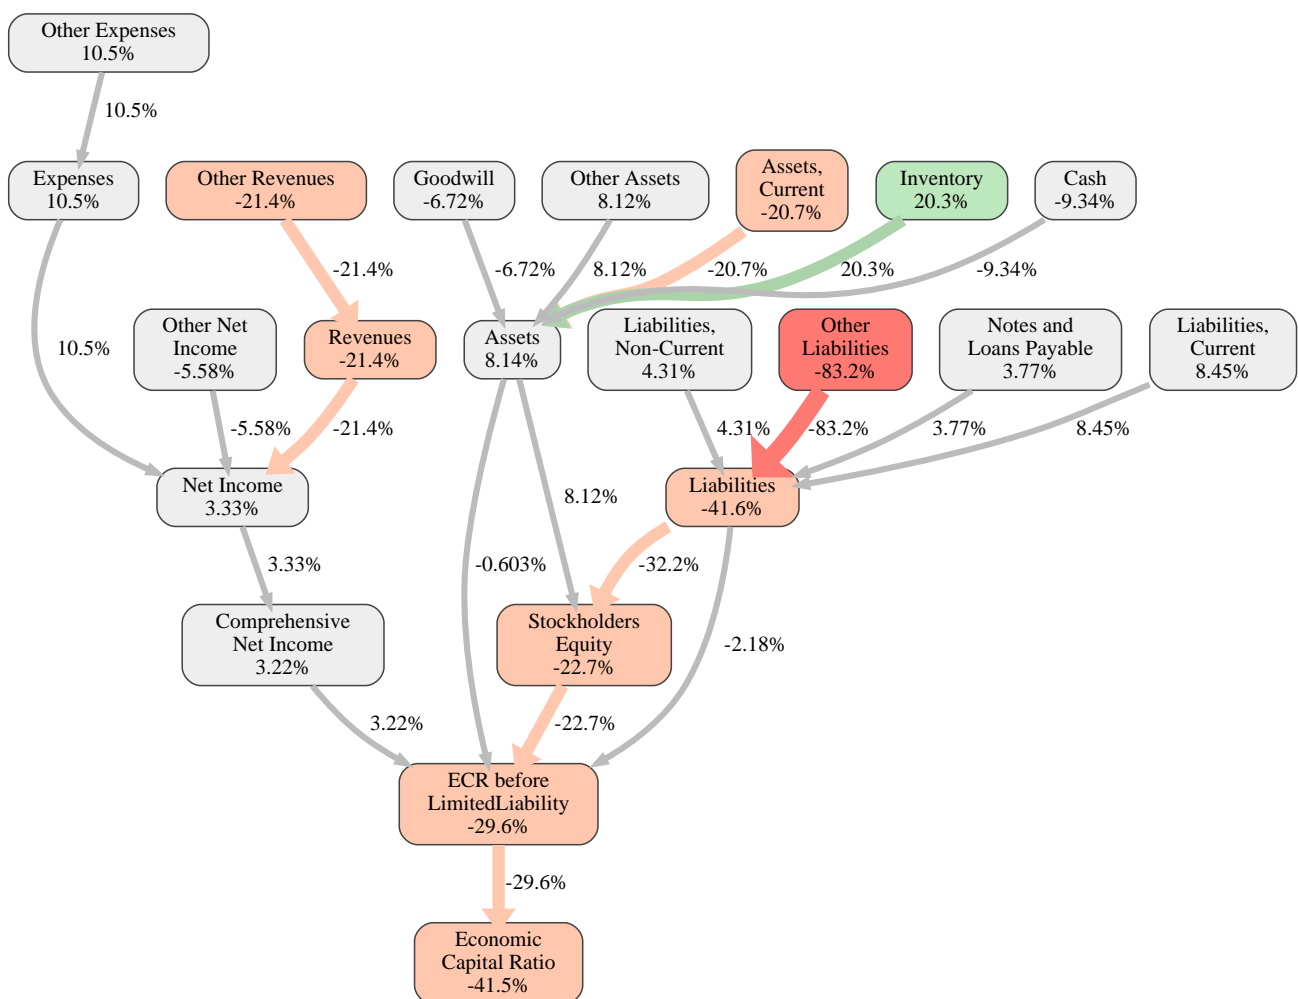 Other Expenses
10.5%
10.5%
Expenses
10.5%
Other Revenues
-21.4%
Goodwill
-6.72%
Other Assets
8.12%
Assets,
Current
-20.7%
Inventory
20.3%
Cash
-9.34%
-21.4%
-6.72%
8.12%
-20.7%
20.3%
-9.34%
10.5%
Other Net
Income
-5.58%
Revenues
-21.4%
Assets
8.14%
Liabilities,
Non-Current
4.31%
Other
Liabilities
-83.2%
Notes and
Loans Payable
3.77%
Liabilities,
Current
8.45%
-5.58%
-21.4%
4.31%
-83.2%
3.77%
8.45%
Net Income
3.33%
8.12%
Liabilities
-41.6%
3.33%
-0.603%
-32.2%
Comprehensive
Net Income
3.22%
Stockholders
Equity
-22.7%
-2.18%
3.22%
-22.7%
ECR before
LimitedLiability
-29.6%
-29.6%
Economic
Capital Ratio
-41.5%